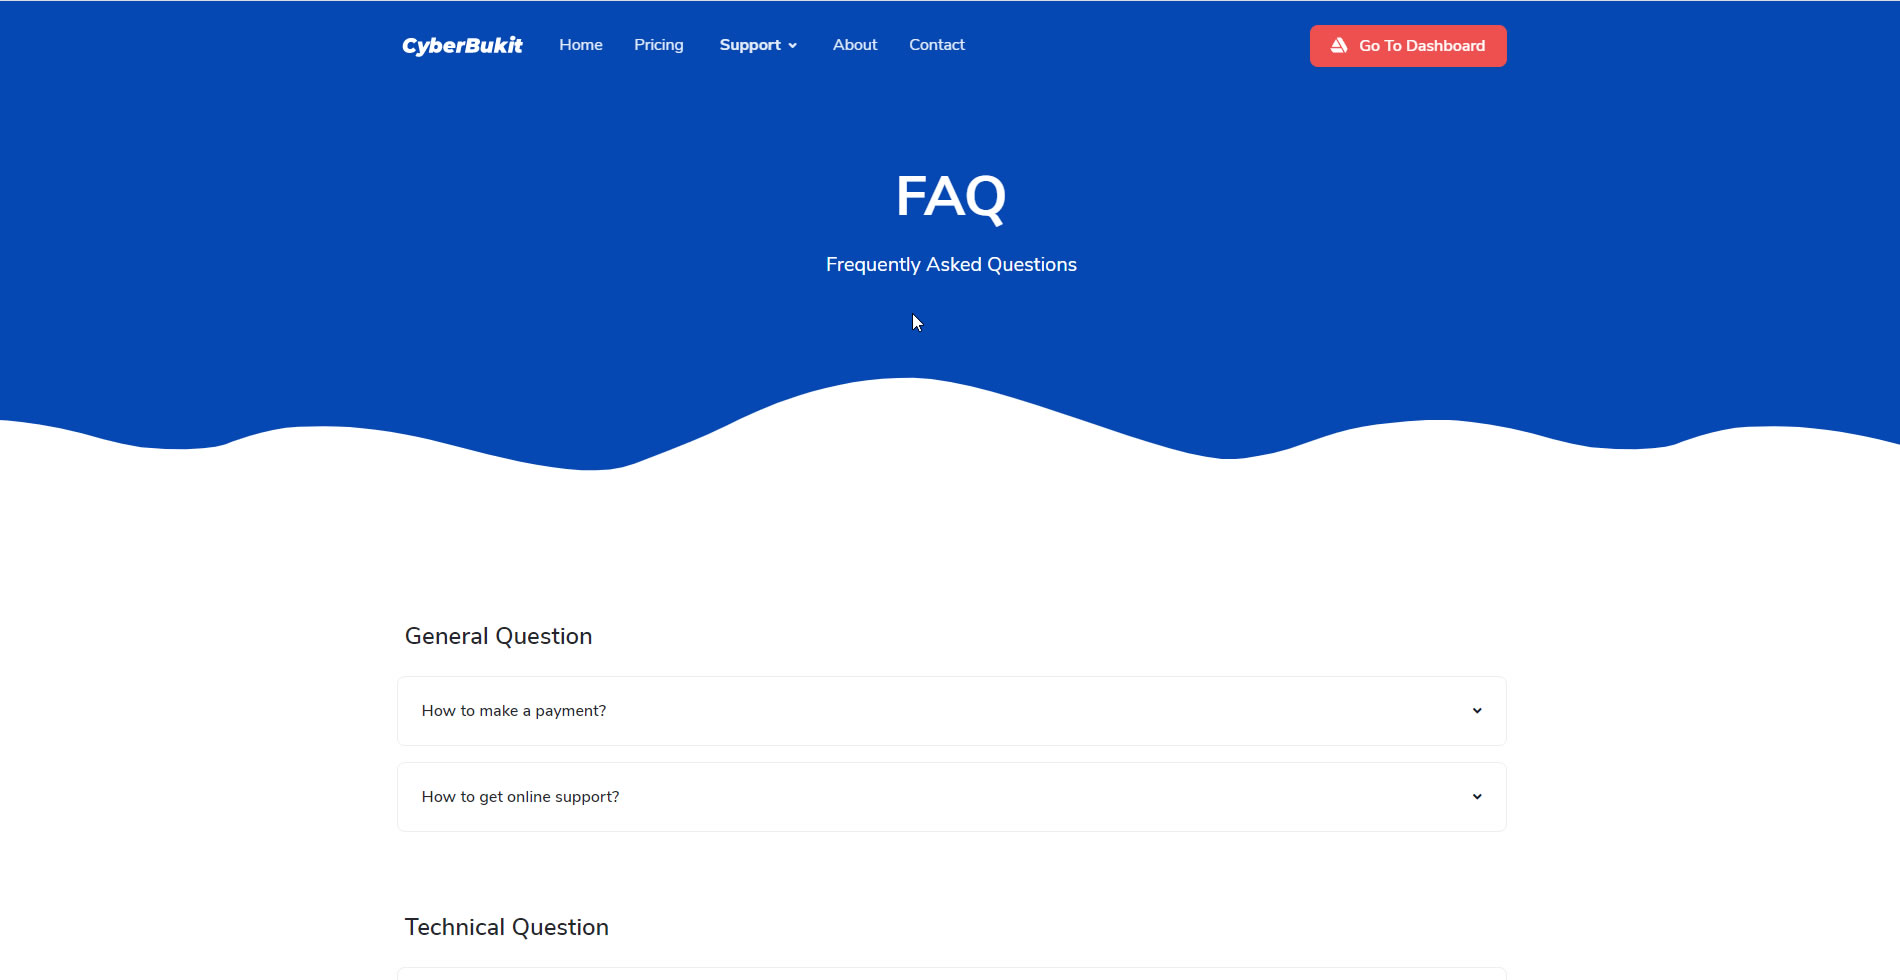 CyberBukit Home Pricing Support About Contact Go To Dashboard
FAQ
Frequently Asked Questions
General Question
How to make a payment?
How to get online support?
Technical Question